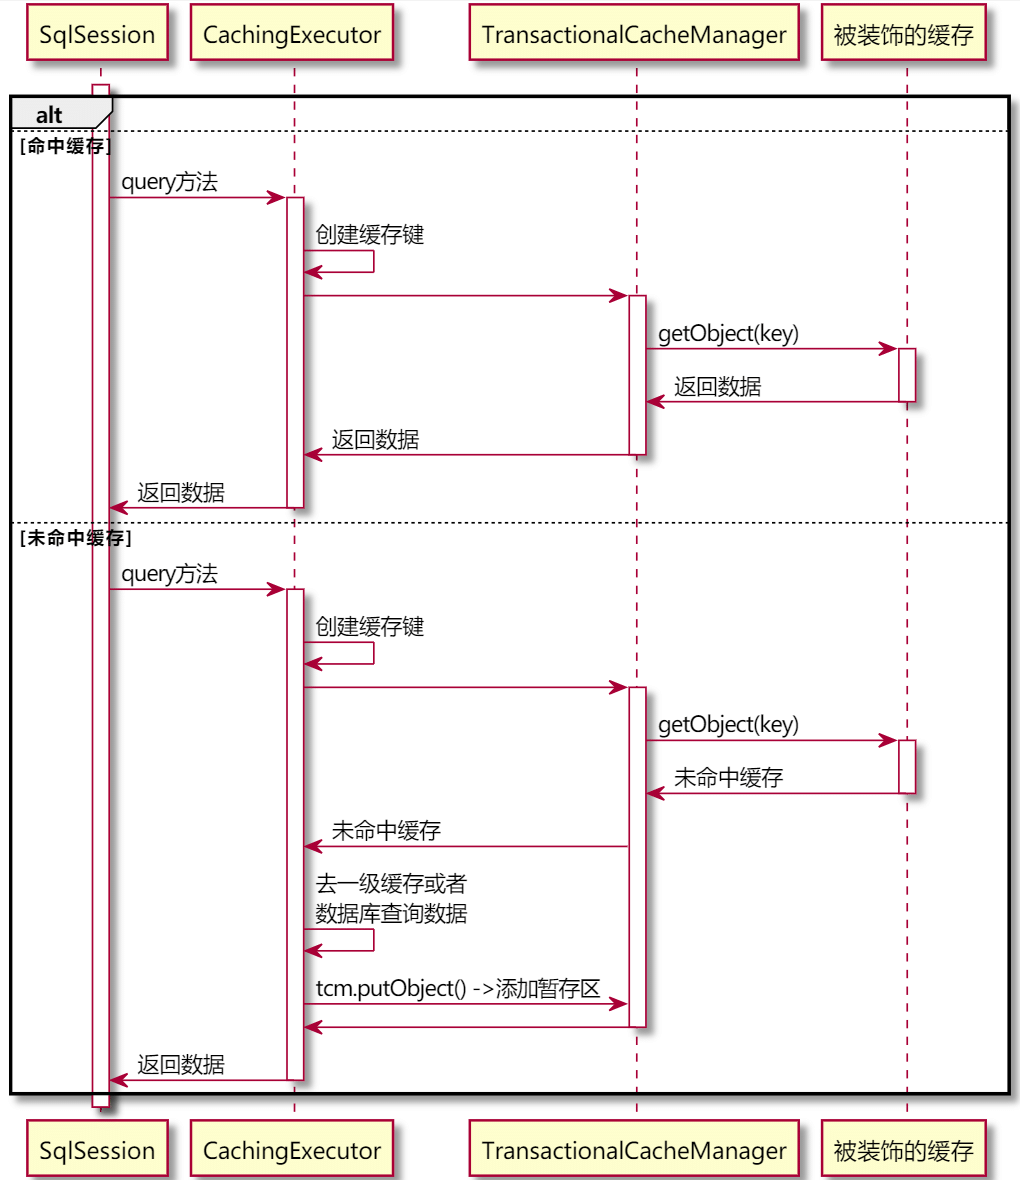 SqlSession
CachingExecutor
TransactionalCacheManager
被装饰的缓存
alt
[命中缓存]
query方法
创建缓存键
getObject(key)
返回数据
返回数据
返回数据
[未命中缓存]
query方法
创建缓存键
getObject(key)
未命中缓存
未命中缓存
去一级缓存或者
数据库查询数据
tcm.putObject() ->添加暂存区
返回数据
SqlSession
CachingExecutor
TransactionalCacheManager
被装饰的缓存